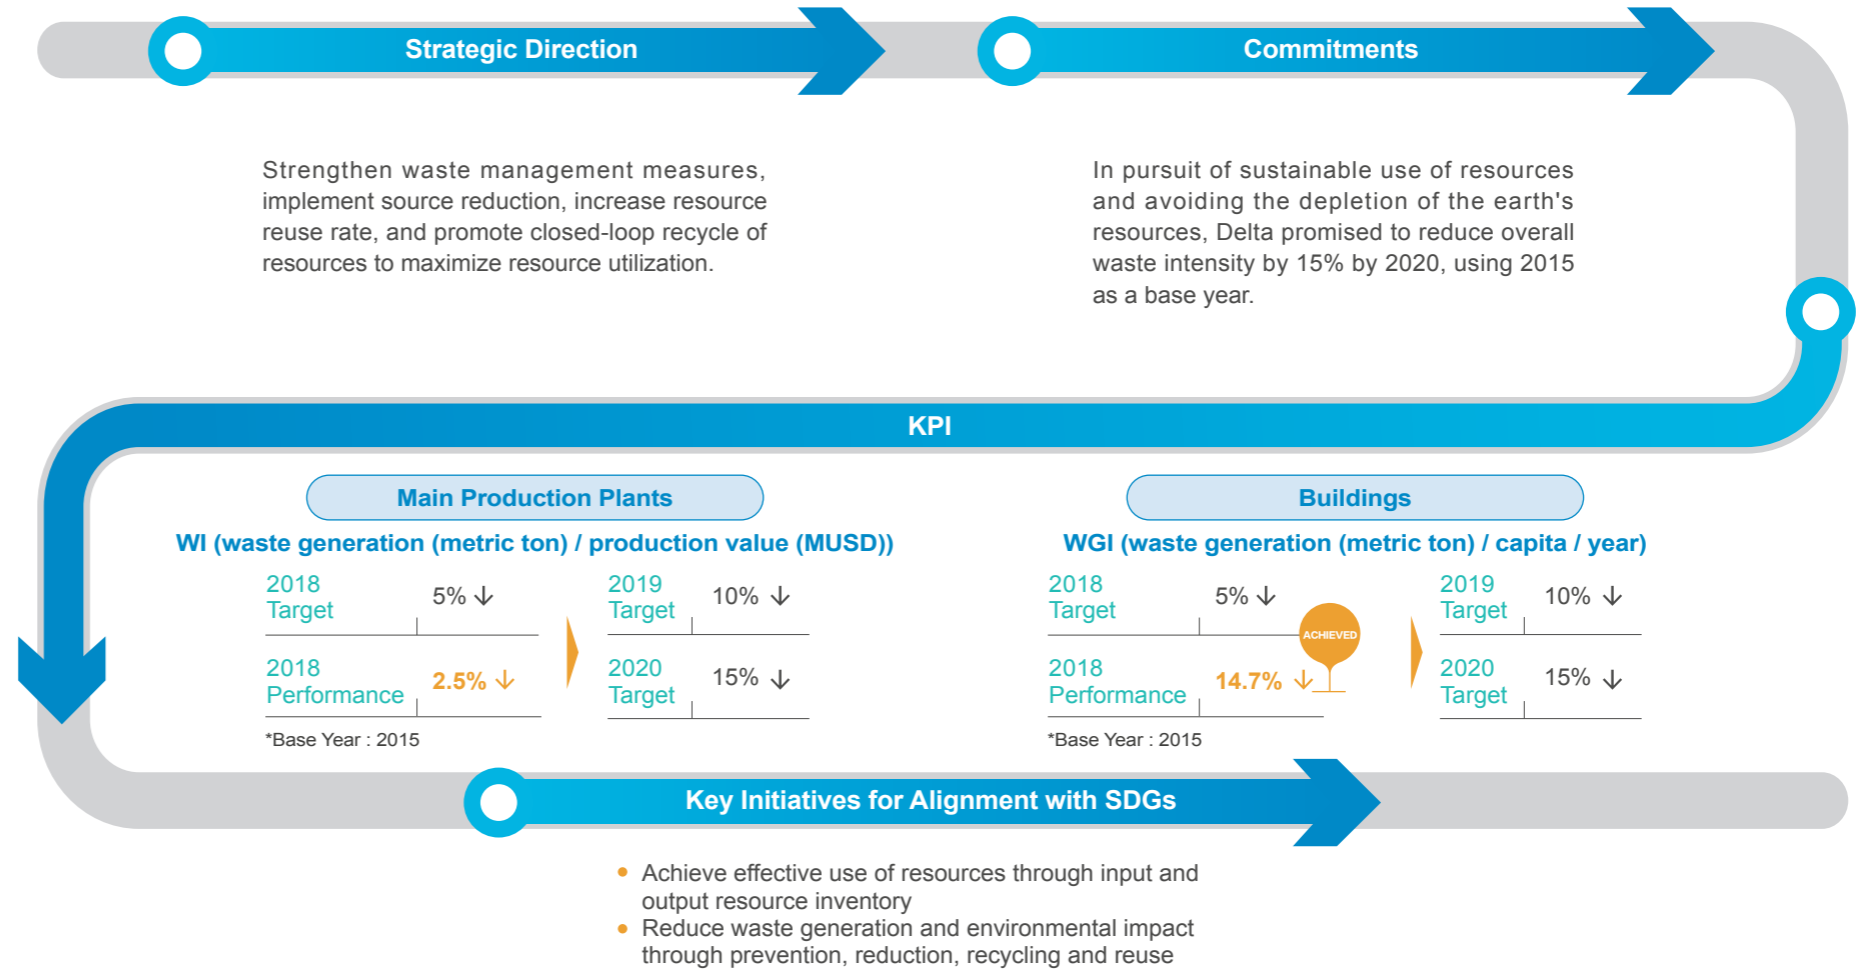 Strategic Direction
Commitments
Strengthen waste management measures,
implement source reduction, increase resource
reuse rate, and promote closed-loop recycle of
resources to maximize resource utilization.
In pursuit of sustainable use of resources
and avoiding the depletion of the earth's
resources, Delta promised to reduce overall
waste intensity by 15% by 2020, using 2015
as a base year.
KPI
Main Production Plants
WI (waste generation (metric ton) / production value (MUSD))
2018
Target
5% ↓
2018
Performance
2.5% ↓
2019
Target
10% ↓
2020
Target
15% ↓
*Base Year : 2015
Buildings
WGI (waste generation (metric ton) / capita / year)
2018
Target
5% ↓
ACHIEVED
2018
Performance
14.7% ↓
2019
Target
10% ↓
2020
Target
15% ↓
*Base Year : 2015
Key Initiatives for Alignment with SDGs
• Achieve effective use of resources through input and
output resource inventory
• Reduce waste generation and environmental impact
through prevention, reduction, recycling and reuse